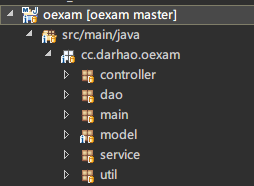 oexam [oexam master]
src/main/java
cc.darhao.oexam
controller
dao
main
model
service
util